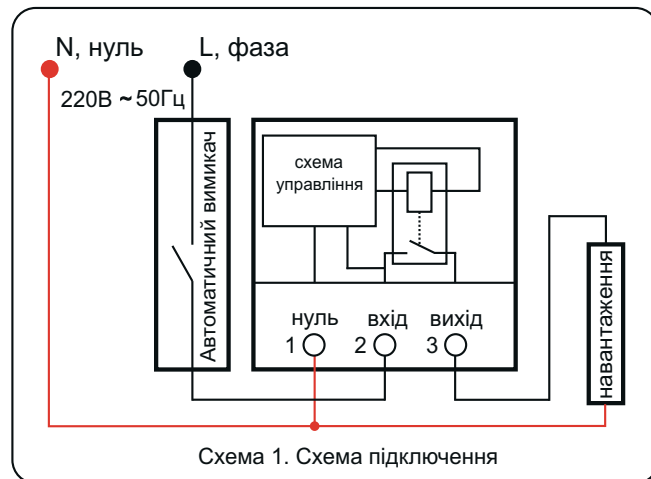 N, нуль
L, фаза
220В ~ 50Гц
Автоматичний вимикач
схема
управління
нуль
вхід
вихід
1
2
3
навантаження
Схема 1. Схема підключення